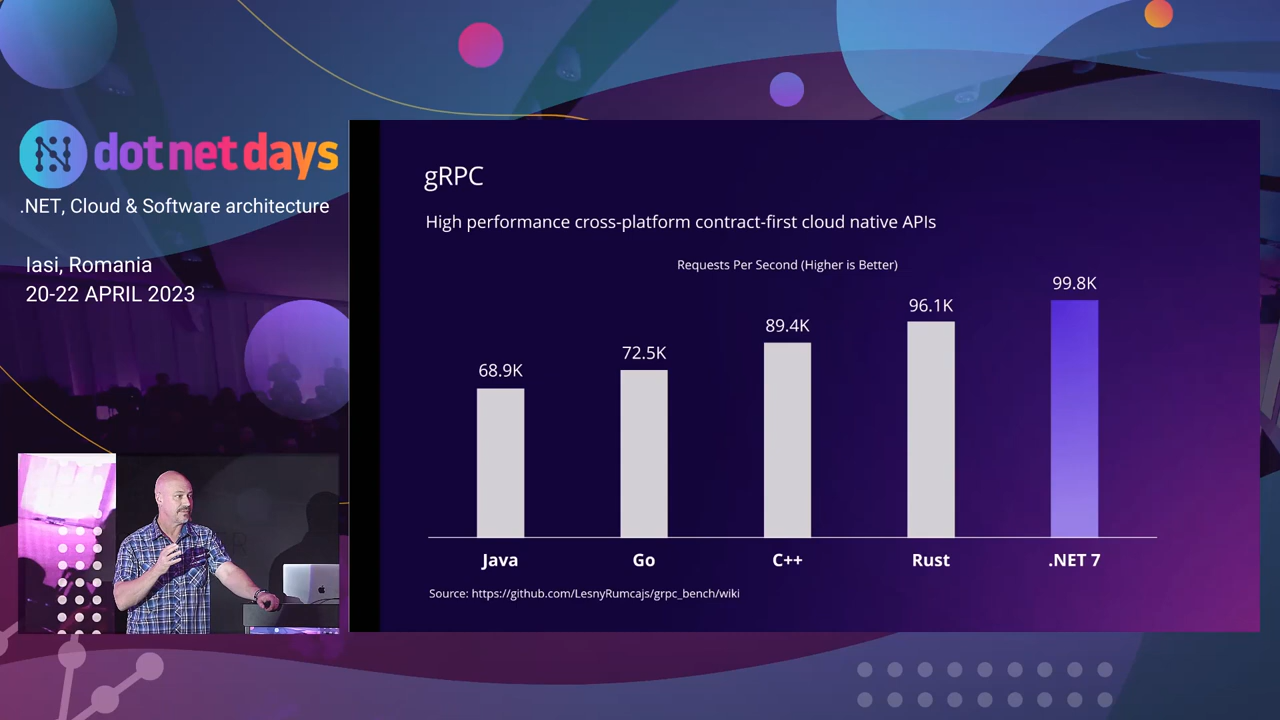 dotnetdays
.NET, Cloud & Software architecture
Iasi, Romania
20-22 APRIL 2023
gRPC
High performance cross-platform contract-first cloud native APIs
Requests Per Second (Higher is Better)
68.9K
72.5K
89.4K
96.1K
99.8K
Java
Go
C++
Rust
.NET 7
Source: https://github.com/LesnyRumcajs/grpc_bench/wiki